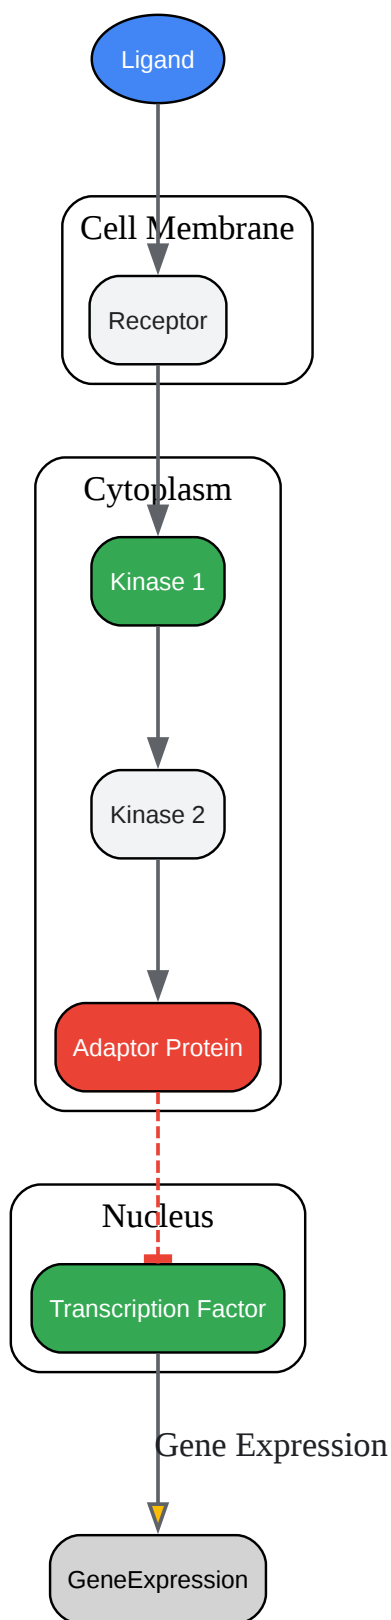 Ligand
Cell Membrane
Receptor
Cytoplasm
Kinase 1
Kinase 2
Adaptor Protein
Nucleus
Transcription Factor
Gene Expression
GeneExpression